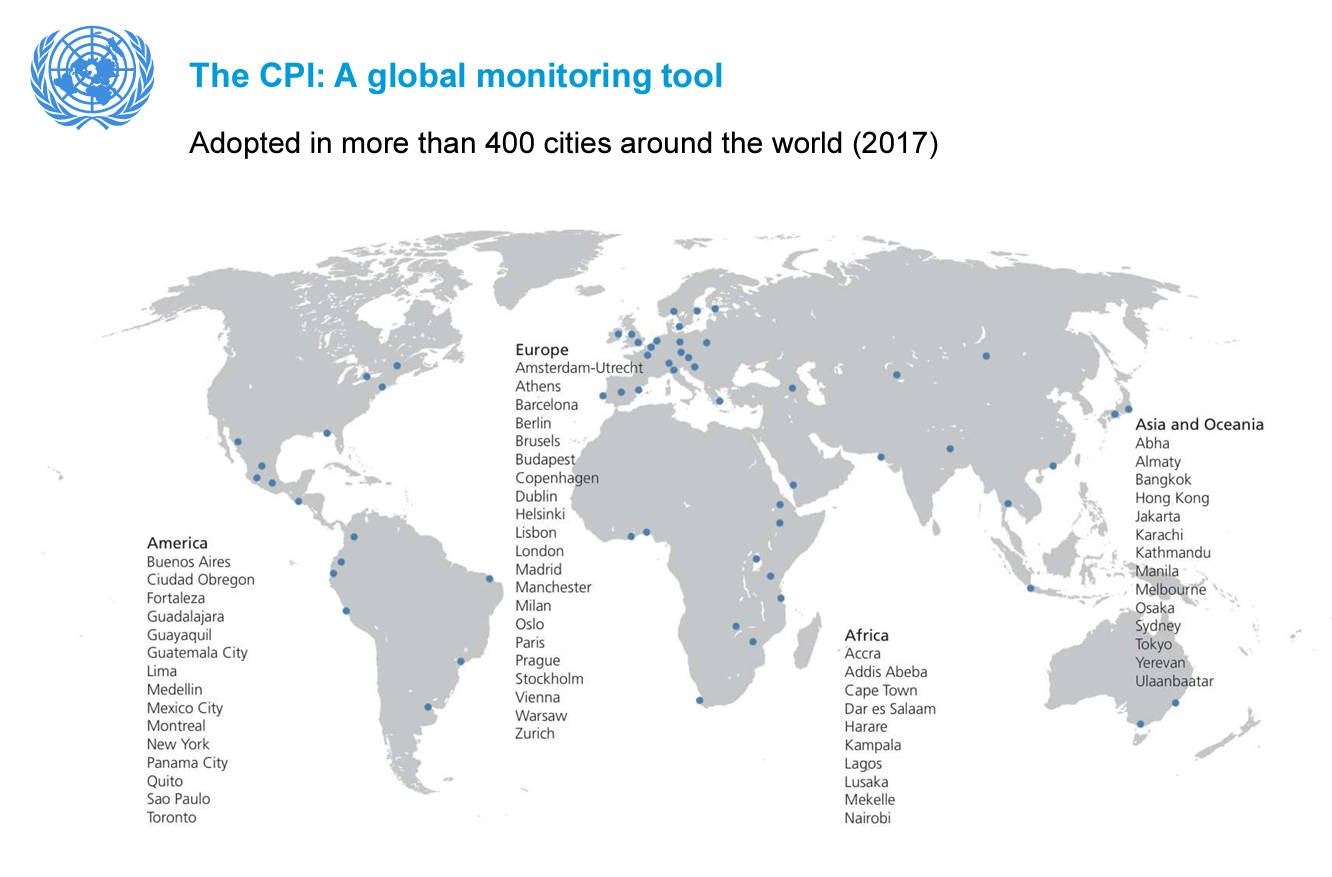 The CPI: A global monitoring tool
Adopted in more than 400 cities around the world (2017)
America
Buenos Aires
Ciudad Obregon
Fortaleza
Guadalajara
Guayaquil
Guatemala City
Lima
Medellin
Mexico City
Montreal
New York
Panama City
Quito
Sao Paulo
Toronto
Europe
Amsterdam-Utrecht
Athens
Barcelona
Berlin
Brusels
Budapest
Copenhagen
Dublin
Helsinki
Lisbon
London
Madrid
Manchester
Milan
Oslo
Paris
Prague
Stockholm
Vienna
Warsaw
Zurich
Africa
Accra
Addis Abeba
Cape Town
Dar es Salaam
Harare
Kampala
Lagos
Lusaka
Mekelle
Nairobi
Asia and Oceania
Abha
Almaty
Bangkok
Hong Kong
Jakarta
Karachi
Kathmandu
Manila
Melbourne
Osaka
Sydney
Tokyo
Yerevan
Ulaanbaatar